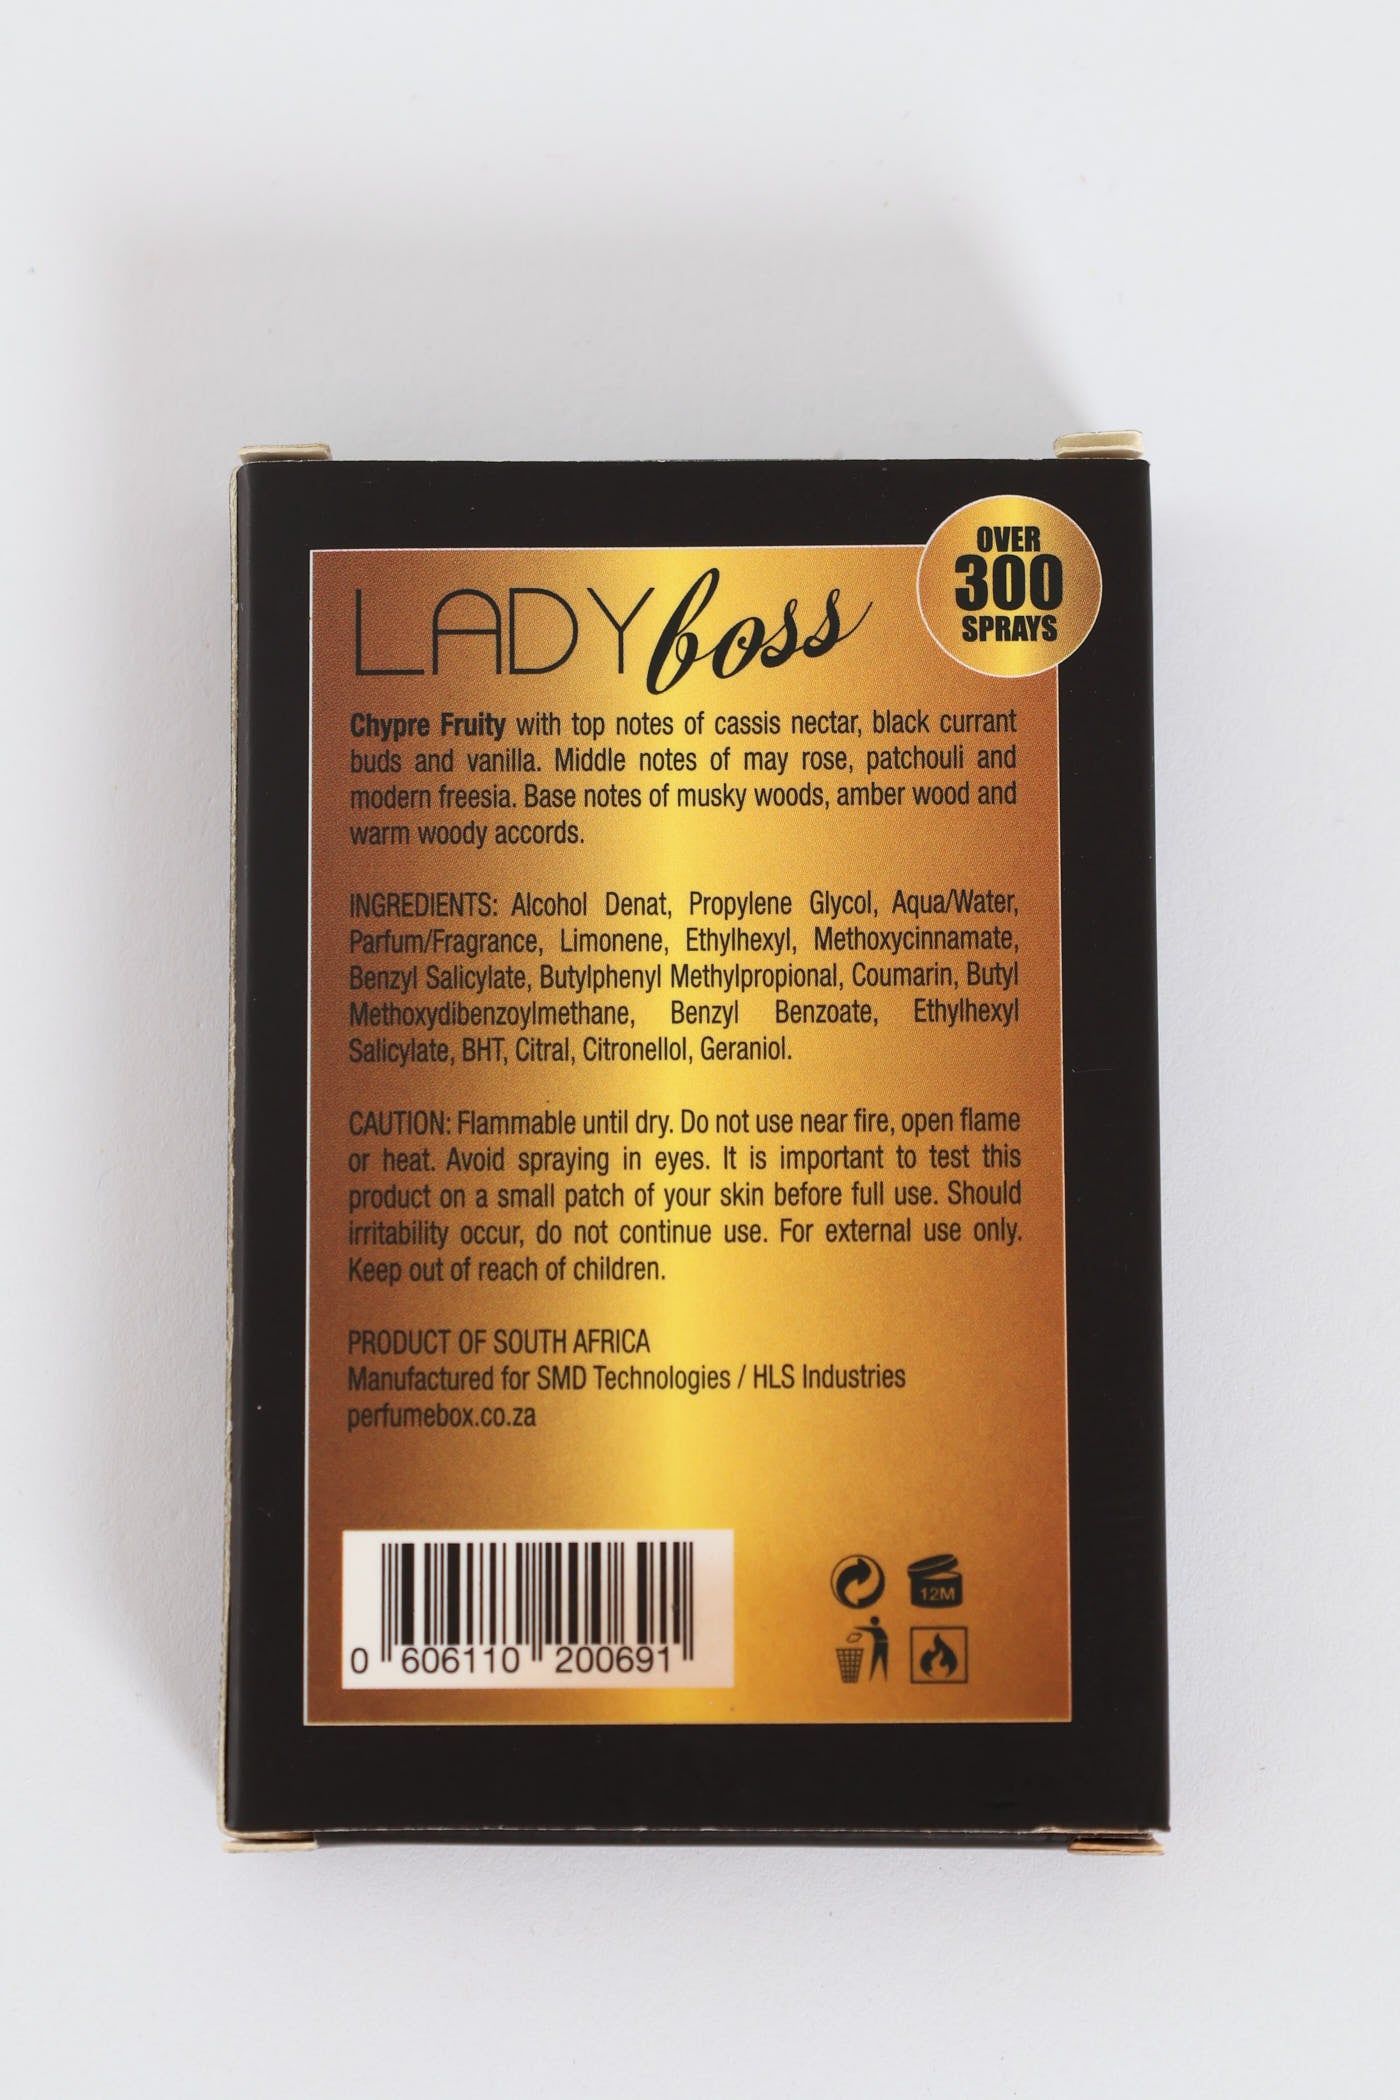 OVER
300
SPRAYS
LADY boss
Chypre Fruity with top notes of cassis nectar, black currant
buds and vanilla. Middle notes of may rose, patchouli and
modern freesia. Base notes of musky woods, amber wood and
warm woody accords.
INGREDIENTS: Alcohol Denat, Propylene Glycol, Aqua/Water,
Parfum/Fragrance, Limonene, Ethylhexyl, Methoxycinnamate,
Benzyl Salicylate, Butylphenyl Methylpropional, Coumarin, Butyl
Methoxydibenzoylmethane, Benzyl Benzoate, Ethylhexyl
Salicylate, BHT, Citral, Citronellol, Geraniol.
CAUTION: Flammable until dry. Do not use near fire, open flame
or heat. Avoid spraying in eyes. It is important to test this
product on a small patch of your skin before full use. Should
irritability occur, do not continue use. For external use only.
Keep out of reach of children.
PRODUCT OF SOUTH AFRICA
Manufactured for SMD Technologies / HLS Industries
perfumebox.co.za
12M
0 606110 200691